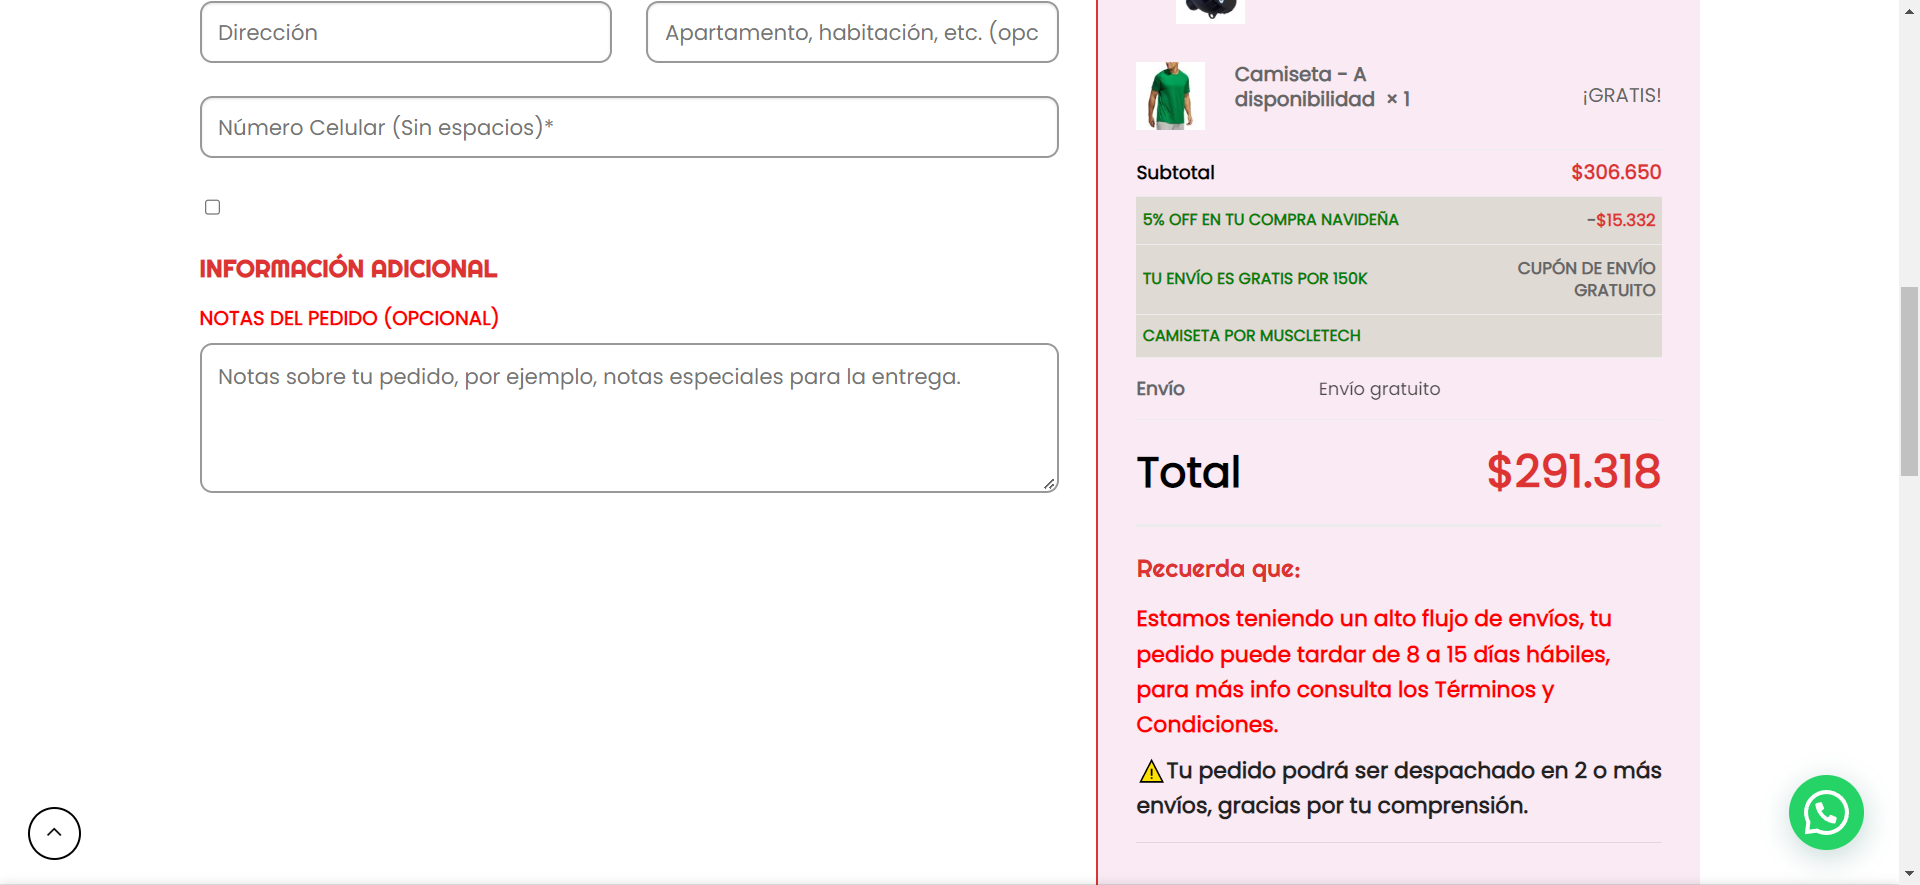 Dirección
Apartamento, habitación, etc. (opc
Número Celular (Sin espacios)*
INFORMACIÓN ADICIONAL
NOTAS DEL PEDIDO (OPCIONAL)
Notas sobre tu pedido, por ejemplo, notas especiales para la entrega.
Camiseta - A
disponibilidad × 1
¡GRATIS!
Subtotal $306.650
5% OFF EN TU COMPRA NAVIDEÑA -$15.332
TU ENVÍO ES GRATIS POR 150K
CUPÓN DE ENVÍO
GRATUITO
CAMISETA POR MUSCLETECH
Envío Envío gratuito
Total $291.318
Recuerda que:
Estamos teniendo un alto flujo de envíos, tu
pedido puede tardar de 8 a 15 días hábiles,
para más info consulta los Términos y
Condiciones.
⚠Tu pedido podrá ser despachado en 2 o más
envíos, gracias por tu comprensión.